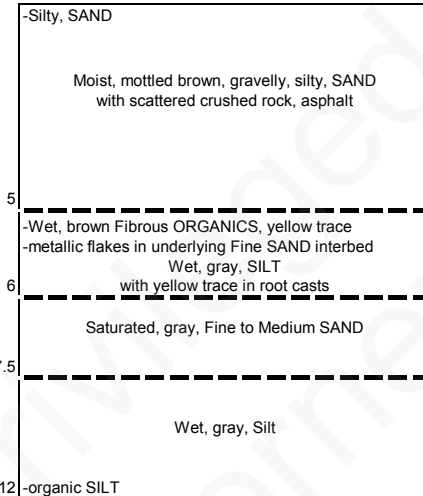 -Silty, SAND
Moist, mottled brown, gravelly, silty, SAND
with scattered crushed rock, asphalt
5
-Wet, brown Fibrous ORGANICS, yellow trace
-metallic flakes in underlying Fine SAND interbed
Wet, gray, SILT
6
with yellow trace in root casts
Saturated, gray, Fine to Medium SAND
.5
Wet, gray, Silt
12 -organic SILT